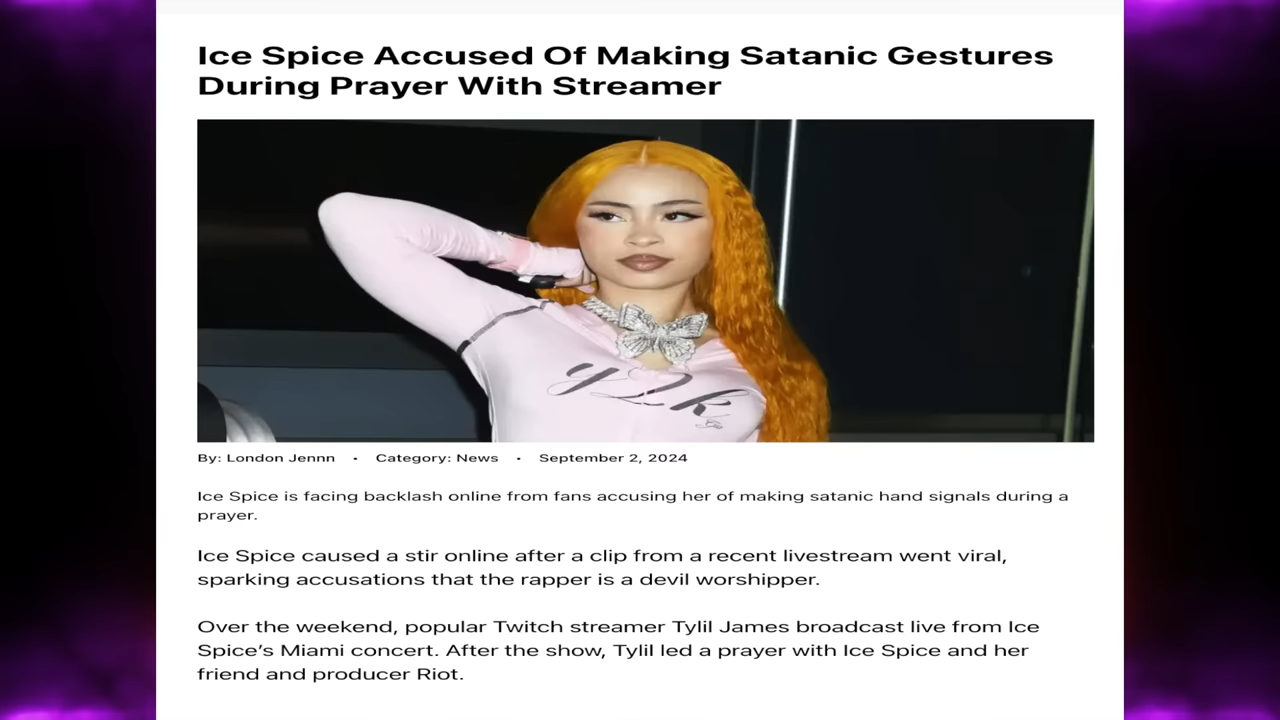 Ice Spice Accused Of Making Satanic Gestures
During Prayer With Streamer
y2k
By: London Jennn • Category: News • September 2, 2024
Ice Spice is facing backlash online from fans accusing her of making satanic hand signals during a
prayer.
Ice Spice caused a stir online after a clip from a recent livestream went viral,
sparking accusations that the rapper is a devil worshipper.
Over the weekend, popular Twitch streamer Tylil James broadcast live from Ice
Spice’s Miami concert. After the show, Tylil led a prayer with Ice Spice and her
friend and producer Riot.